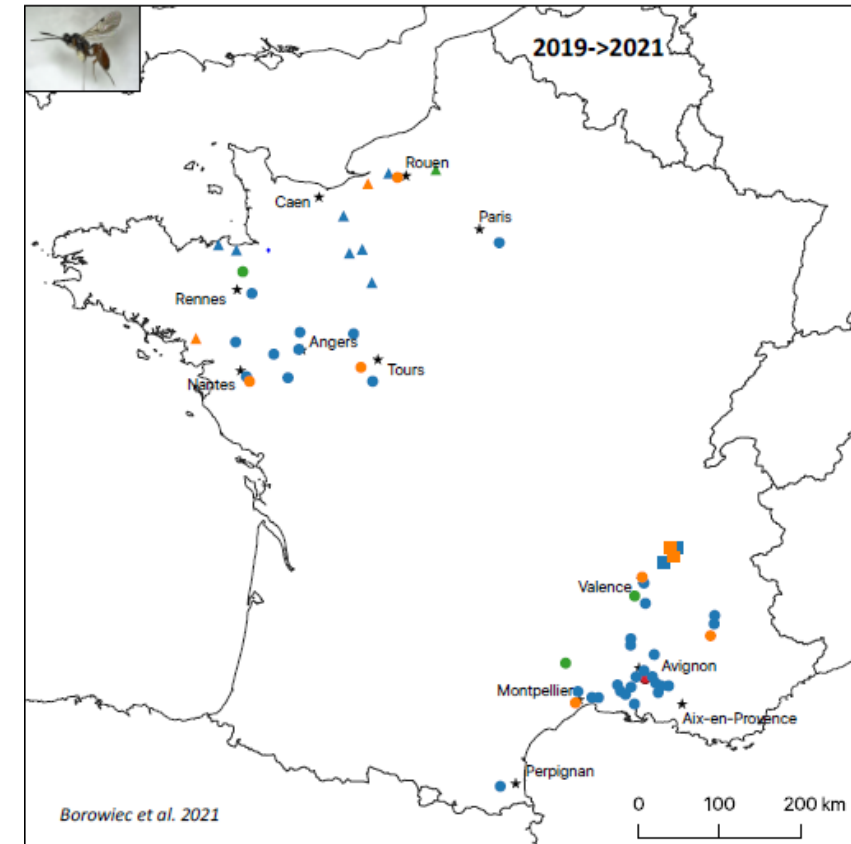 2019->2021
Rouen
Caen
Paris
Rennes
Angers
Tours
Nantes
Valence
Avignon
Montpellier
Aix-en-Provence
Perpignan
0 100 200 km
Borowiec et al. 2021